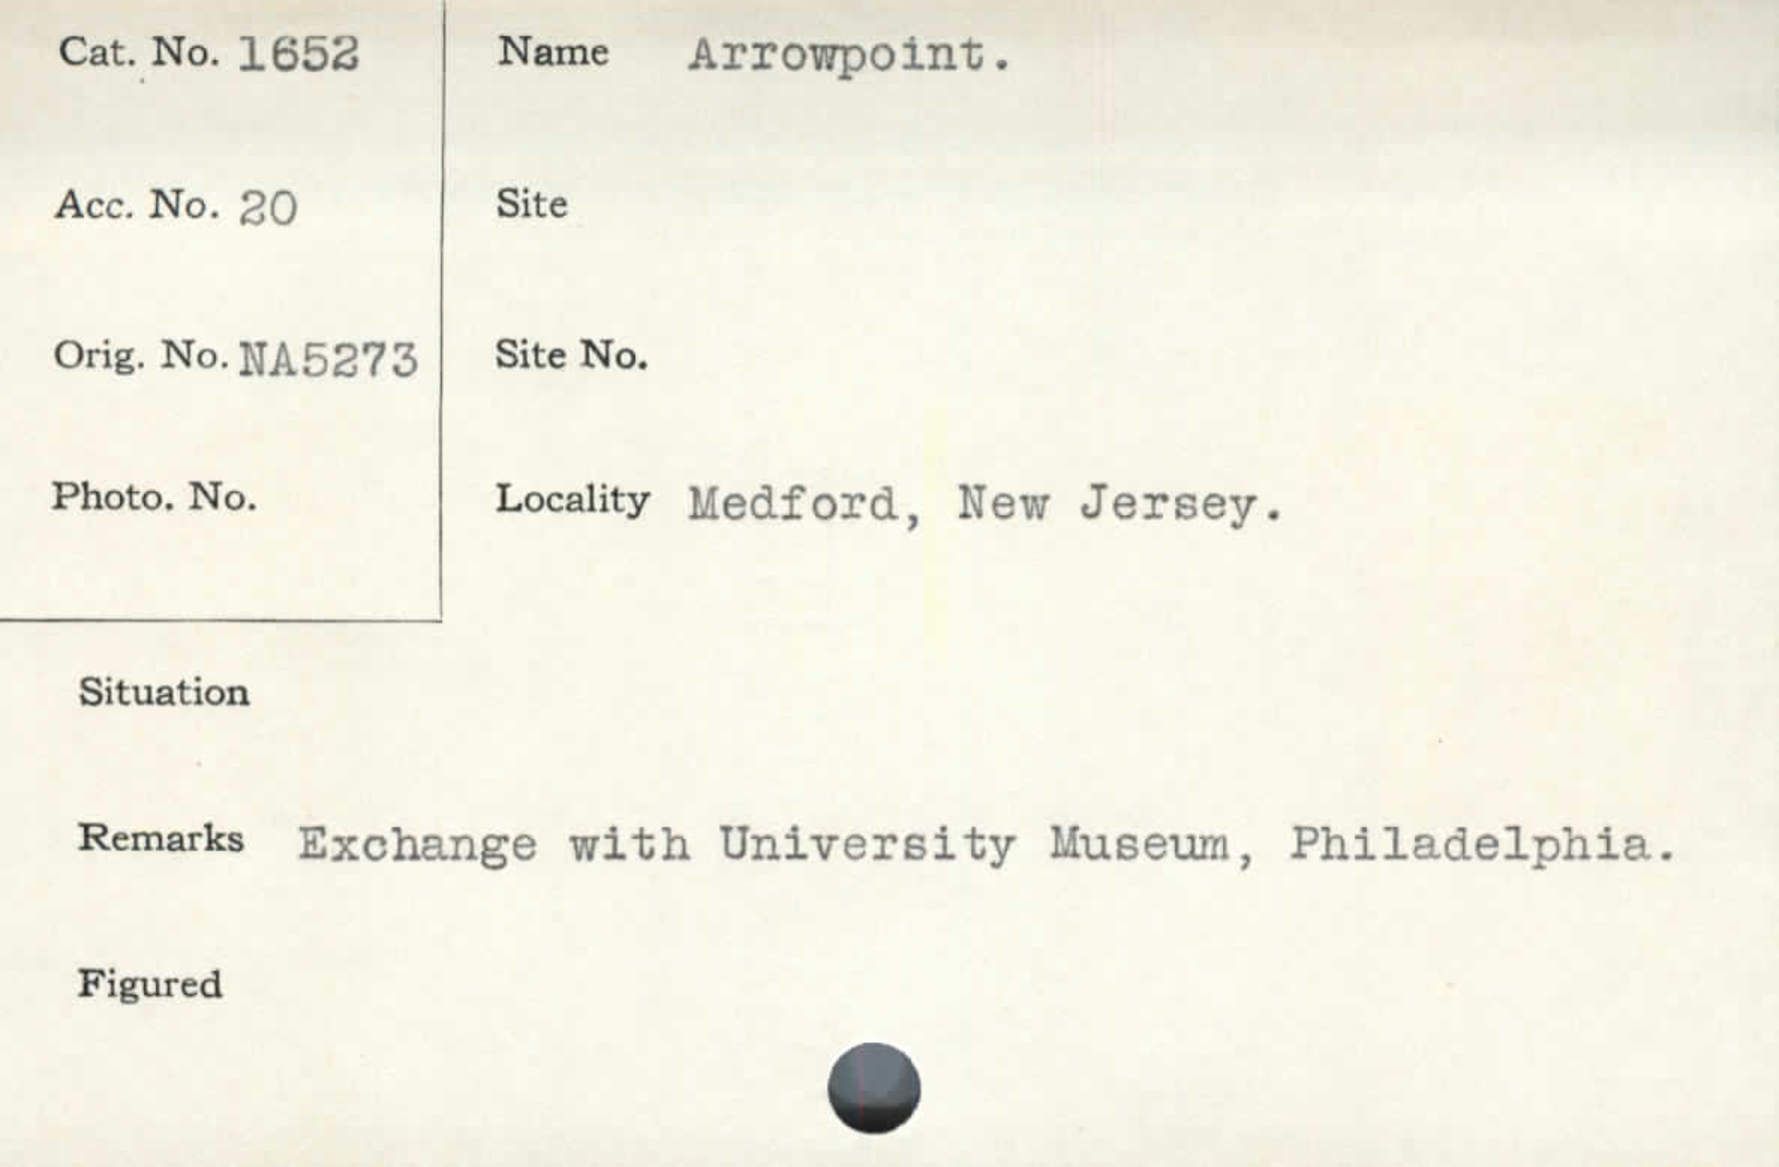 Cat. No. 1652
Name Arrowpoint.
Acc. No. 20
Site
Orig. No. NA5273
Site No.
Photo. No.
Locality Medford, New Jersey.
Situation
Remarks Exchange with University Museum, Philadelphia.
Figured